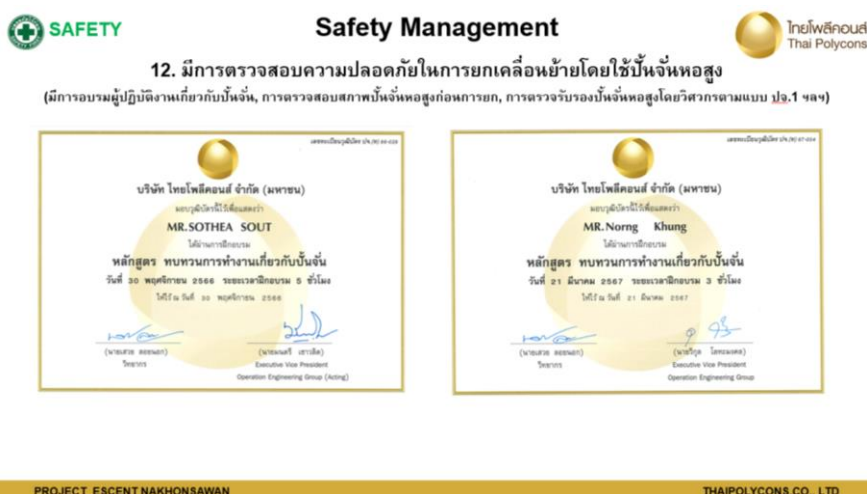 SAFETY
Safety Management
ไทยโพลีคอนส์
Thai Polycons
12. มีการตรวจสอบความปลอดภัยในการยกเคลื่อนย้ายโดยใช้ปั้นจั่นหอสูง
(มีการอบรมผู้ปฏิบัติงานเกี่ยวกับปั้นจั่น, การตรวจสอบสภาพปั้นจั่นหอสูงก่อนการยก, การตรวจรับรองปั้นจั่นหอสูงโดยวิศวกรตามแบบ ปจ.1 ฯลฯ)
บริษัท ไทยโพลีคอนส์ จำกัด (มหาชน)
มอบวุฒิบัตรนี้ไว้เพื่อแสดงว่า
MR.SOTHEA SOUT
ได้ผ่านการฝึกอบรม
หลักสูตร ทบทวนการทำงานเกี่ยวกับปั้นจั่น
วันที่ 30 พฤศจิกายน 2566 ระยะเวลาฝึกอบรม 5 ชั่วโมง
ให้ไว้ ณ วันที่ 30 พฤศจิกายน 2566
วิทยากร
Executive Vice President
Operation Engineering Group (Acting)
บริษัท ไทยโพลีคอนส์ จำกัด (มหาชน)
มอบวุฒิบัตรนี้ไว้เพื่อแสดงว่า
MR.Norng Khung
ได้ผ่านการฝึกอบรม
หลักสูตร ทบทวนการทำงานเกี่ยวกับปั้นจั่น
วันที่ 21 มีนาคม 2567 ระยะเวลาฝึกอบรม 3 ชั่วโมง
ให้ไว้ ณ วันที่ 21 มีนาคม 2567
วิทยากร
Executive Vice President
Operation Engineering Group
PROJECT ESCENT NAKHONSAWAN
THAIPOLYCONS CO., LTD